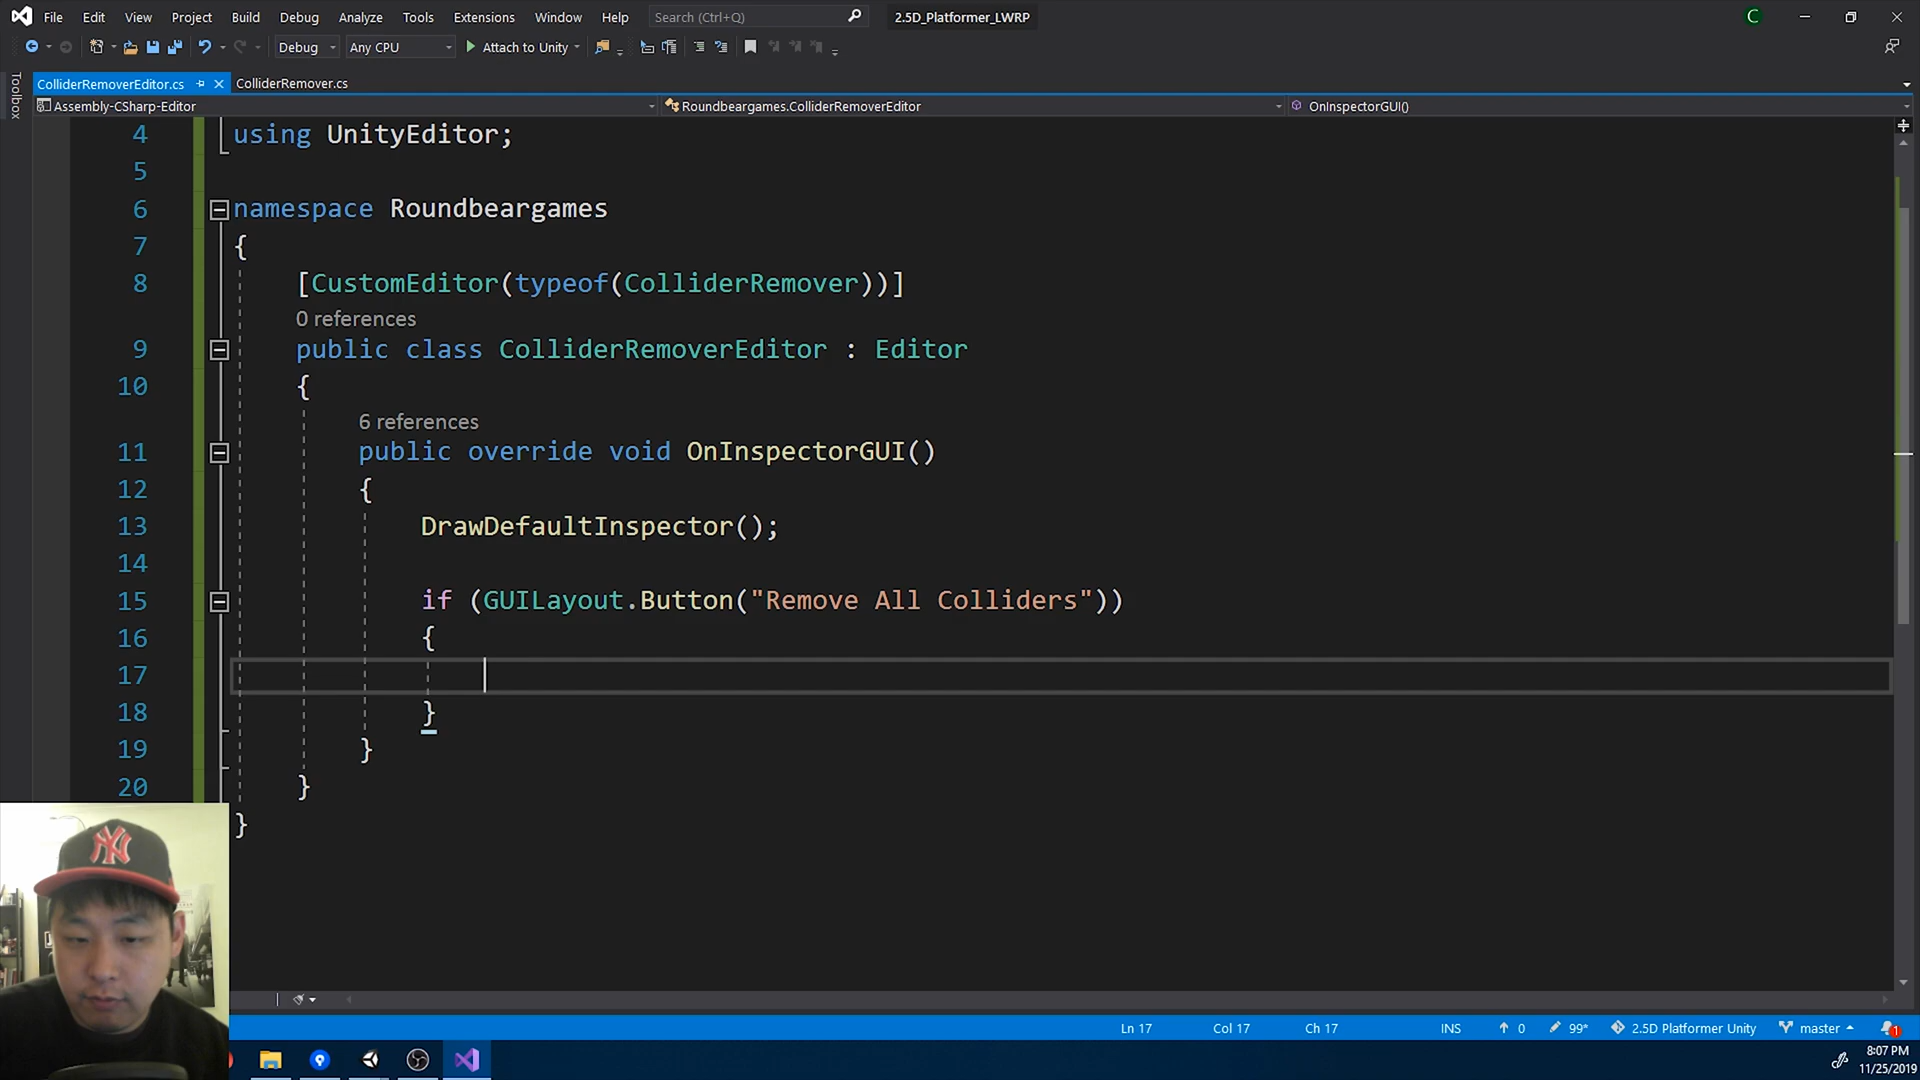 File Edit View Project Build Debug Analyze Tools Extensions Window Help Search (Ctrl+Q) 2.5D_Platformer_LWRP C
Debug Any CPU Attach to Unity
Toolbox
ColliderRemoverEditor.cs ColliderRemover.cs
Assembly-CSharp-Editor Roundbeargames.ColliderRemoverEditor OnInspectorGUI()
4 using UnityEditor;
5
6 namespace Roundbeargames
7 {
8 [CustomEditor(typeof(ColliderRemover))]
0 references
9 public class ColliderRemoverEditor : Editor
10 {
6 references
11 public override void OnInspectorGUI()
12 {
13 DrawDefaultInspector();
14
15 if (GUILayout.Button("Remove All Colliders"))
16 {
17
18 }
19 }
20 }
}
Ln 17 Col 17 Ch 17 INS 0 99* 2.5D Platformer Unity master 1
8:07 PM
11/25/2019